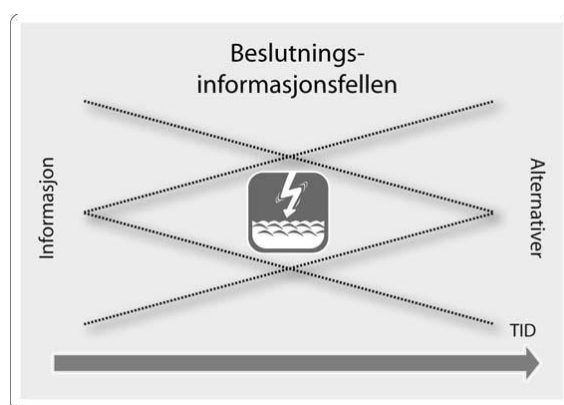 Beslutnings-
informasjonsfellen
Informasjon
Alternativer
TID